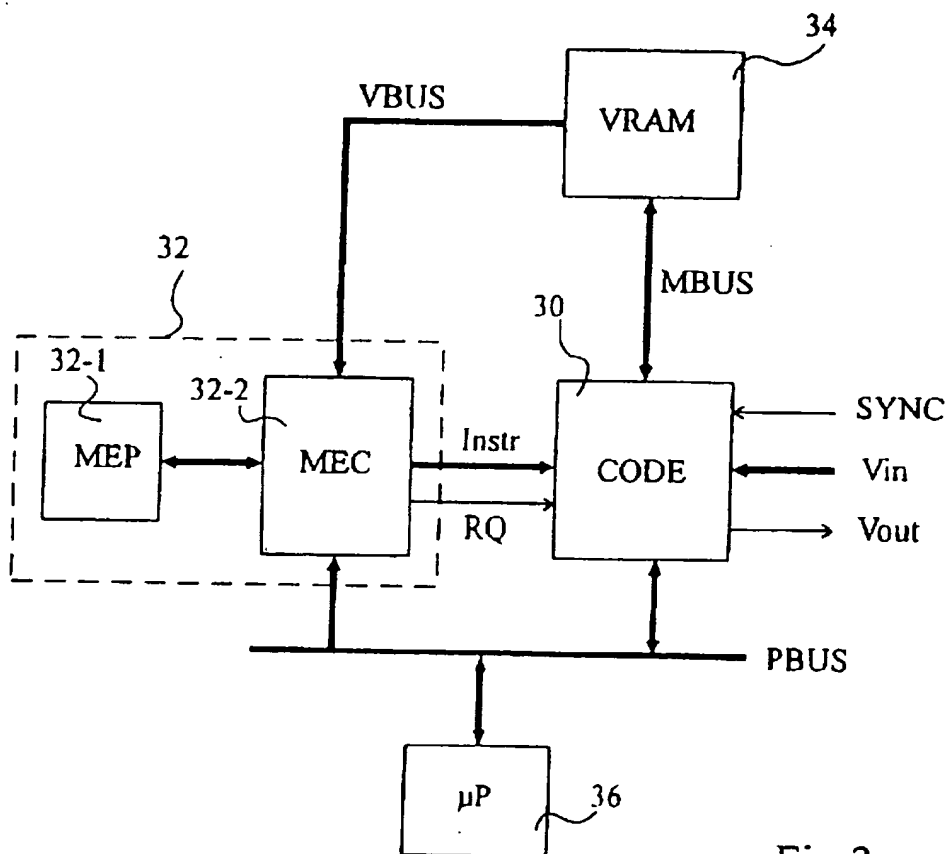 34
VBUS
VRAM
32
MBUS
30
32-1
32-2
SYNC
MEP
MEC
Instr
CODE
Vin
RQ
Vout
PBUS
µP
36